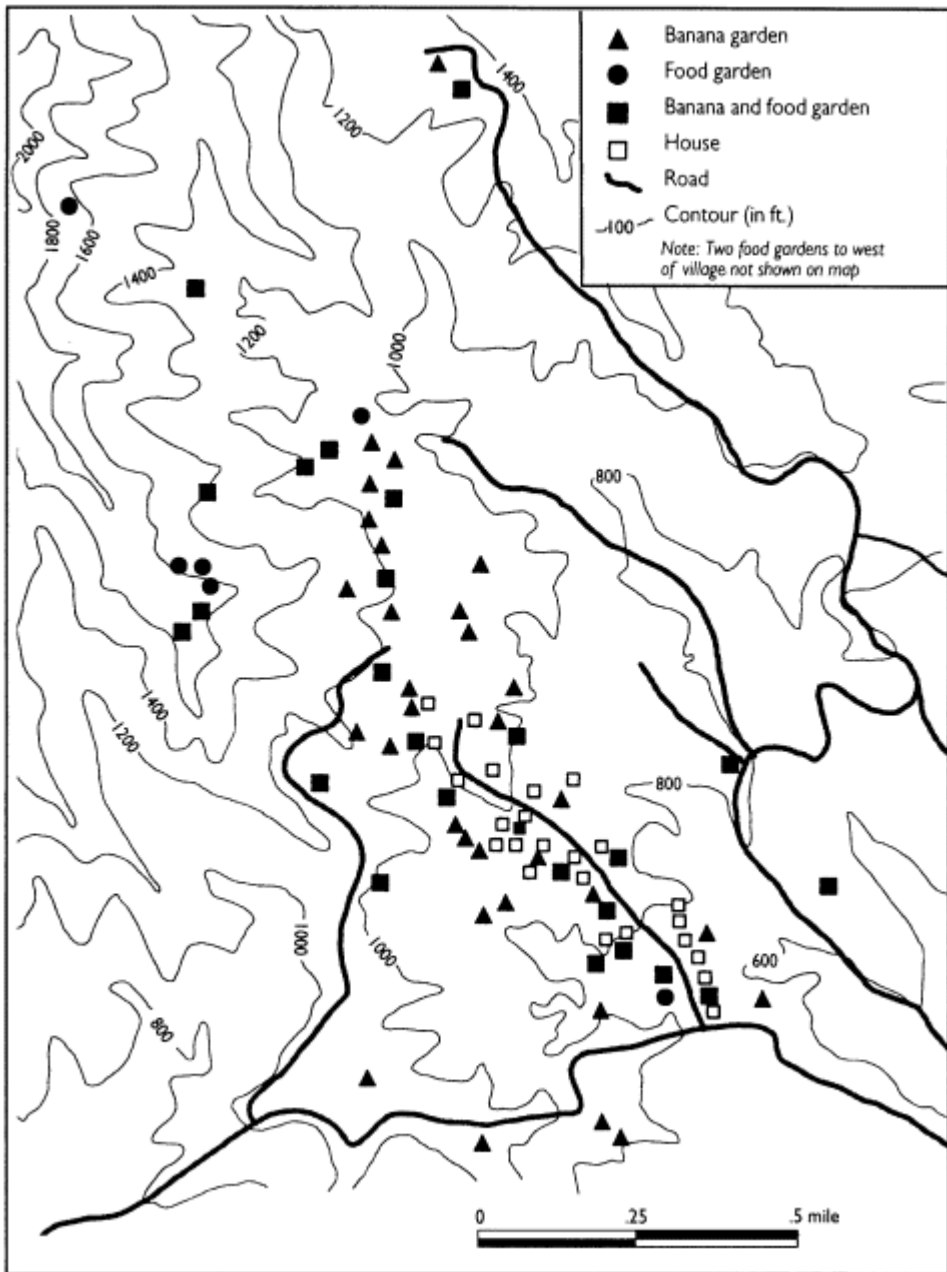 Banana garden
Food garden
Banana and food garden
House
Road
-100- Contour (in ft.)
Note: Two food gardens to west
of village not shown on map
1400
1200
2000
1800
1600
1400
1200
1000
800
1400
1200
800
1000
1000
600
800
0 .25 .5 mile